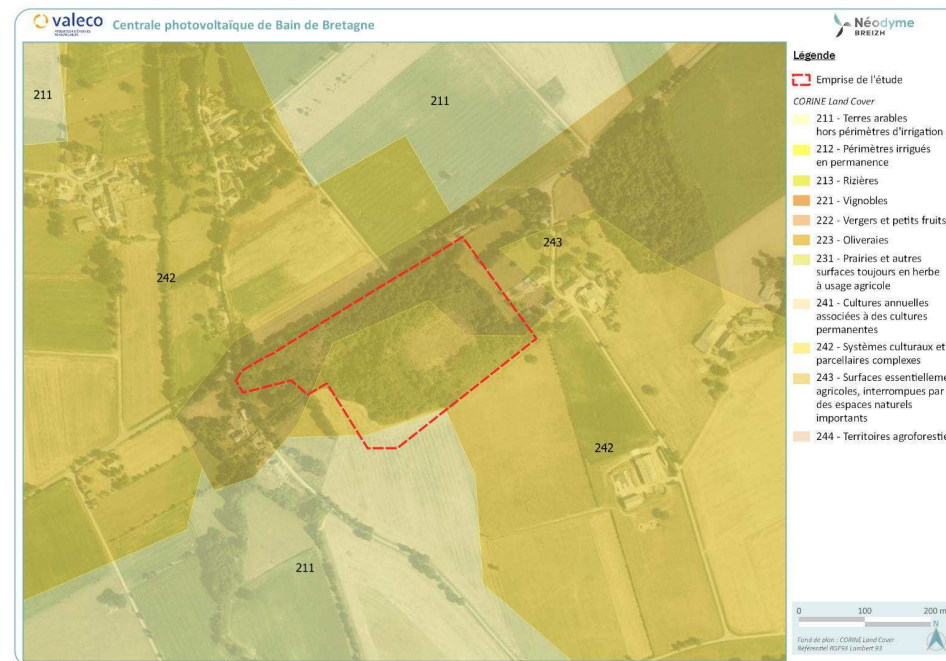 valeco
Centrale photovoltaïque de Bain de Bretagne
Néodyme
BREIZH
211
211
243
242
242
211
Légende
Emprise de l'étude
CORINE Land Cover
211 - Terres arables
hors périmètres d'irrigation
212 - Périmètres irrigués
en permanence
213 - Rizières
221 - Vignobles
222 - Vergers et petits fruits
223 - Oliveraies
231 - Prairies et autres
surfaces toujours en herbe
à usage agricole
241 - Cultures annuelles
associées à des cultures
permanentes
242 - Systèmes culturaux et
parcellaires complexes
243 - Surfaces essentielleme
agricoles, interrompues par
des espaces naturels
importants
244 - Territoires agroforestie
0 100 200 m
N
Fond de plan : CORINE Land Cover
Référentiel RGF93 Lambert 93